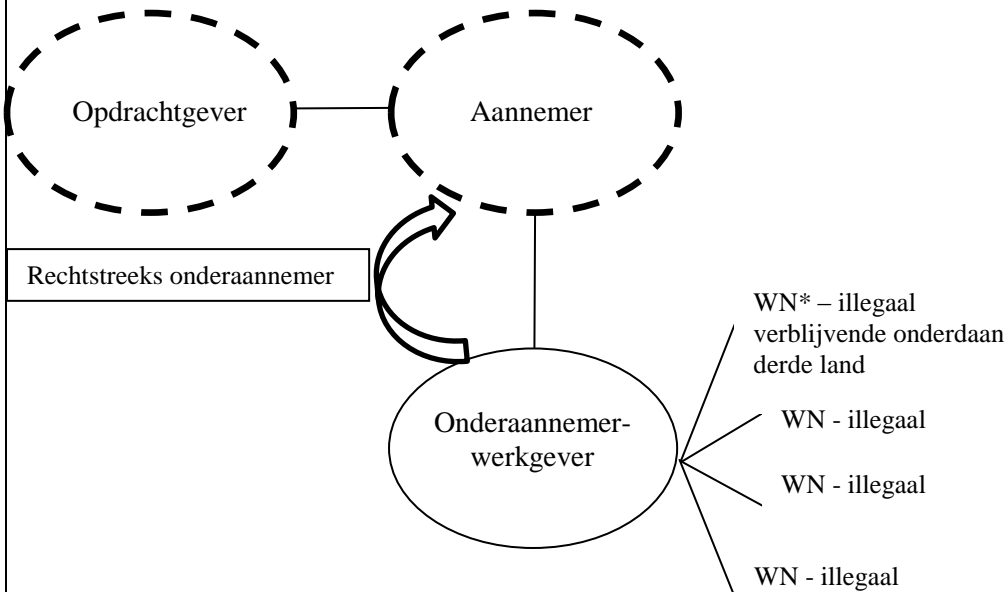 Opdrachtgever
Aannemer
Rechtstreeks onderaannemer
WN* – illegaal
verblijvende onderdaan
derde land
WN - illegaal
Onderaannemer-
werkgever
WN - illegaal
WN - illegaal